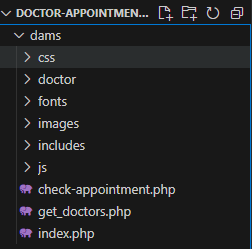 DOCTOR-APPOINTMEN...
dams
css
doctor
fonts
images
includes
js
check-appointment.php
get_doctors.php
index.php